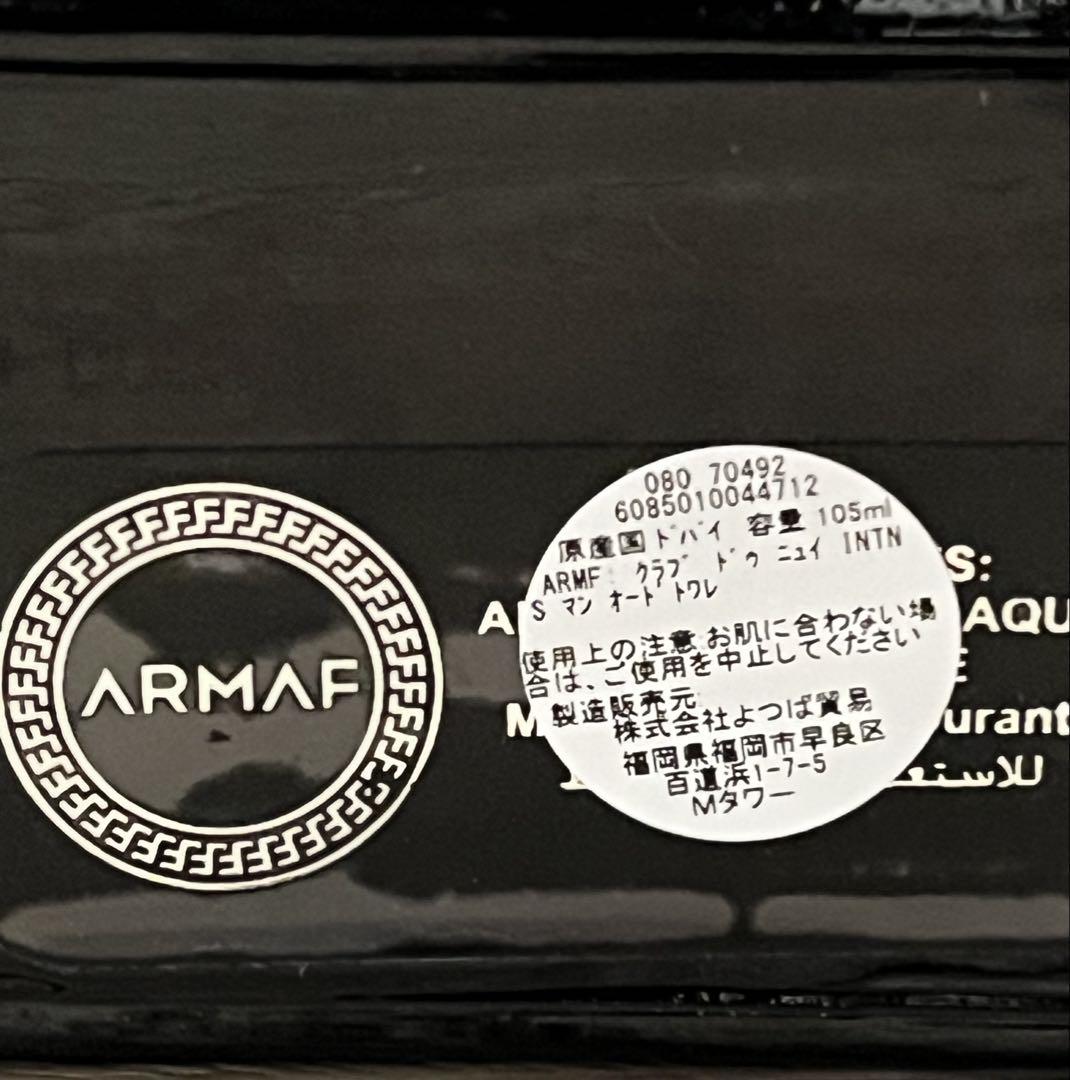 ARMAF
080 70492
6085010044712
原産国 ドバイ 容量 105ml
ARMF クラブ ドゥ ニュイ INTN
S マン オート トワレ
使用上の注意:お肌に合わない場
合は、ご使用を中止してください
製造販売元:
株式会社よつば貿易
福岡県福岡市早良区
百道浜1-7-5
Mタワー
S:
A
AQU
E
M
urant
للاستع